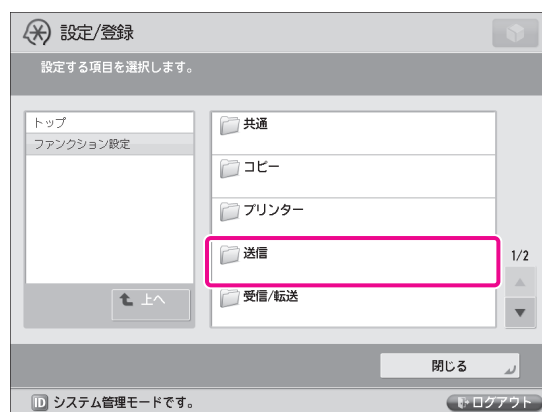 設定/登録
設定する項目を選択します。
トップ
ファンクション設定
共通
コピー
プリンター
送信
受信/転送
1/2
上へ
閉じる
ID システム管理モードです。
ログアウト